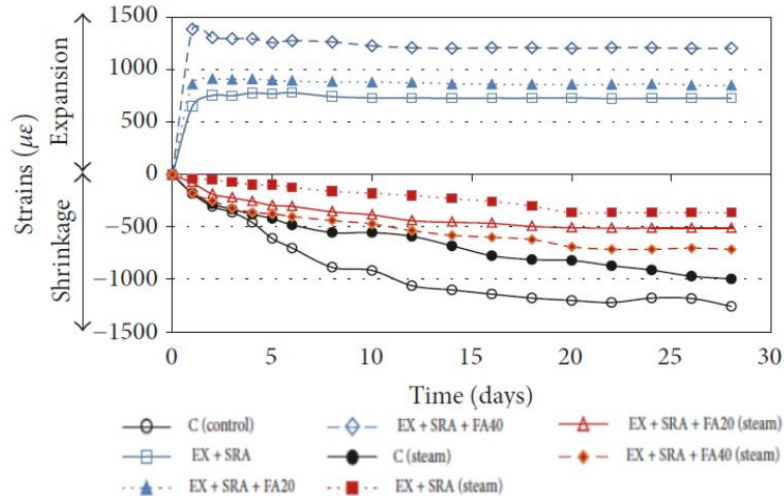 1500
1000
500
0
−500
−1000
−1500
Strains (με)
Expansion
Shrinkage
0 5 10 15 20 25 30
Time (days)
C (control)
EX + SRA + FA40
EX + SRA + FA20 (steam)
EX + SRA
C (steam)
EX + SRA + FA40 (steam)
EX + SRA + FA20
EX + SRA (steam)